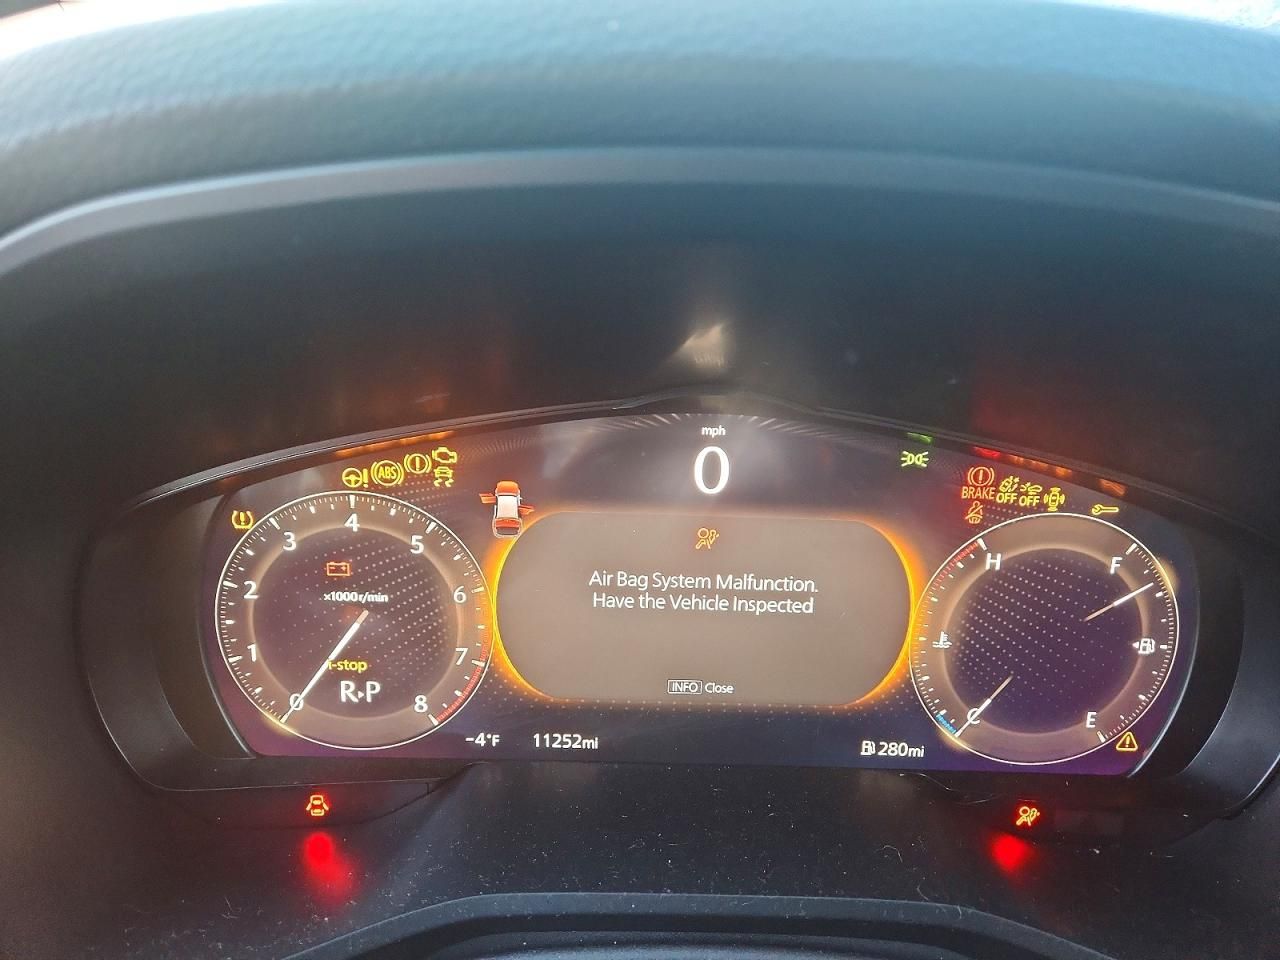 mph
0
ABS
BRAKE
OFF
OFF
4
3
5
2
6
x1000r/min
1
7
i-stop
0
R▸P
8
Air Bag System Malfunction.
Have the Vehicle Inspected
INFO Close
H
F
C
E
-4°F
11252mi
280mi